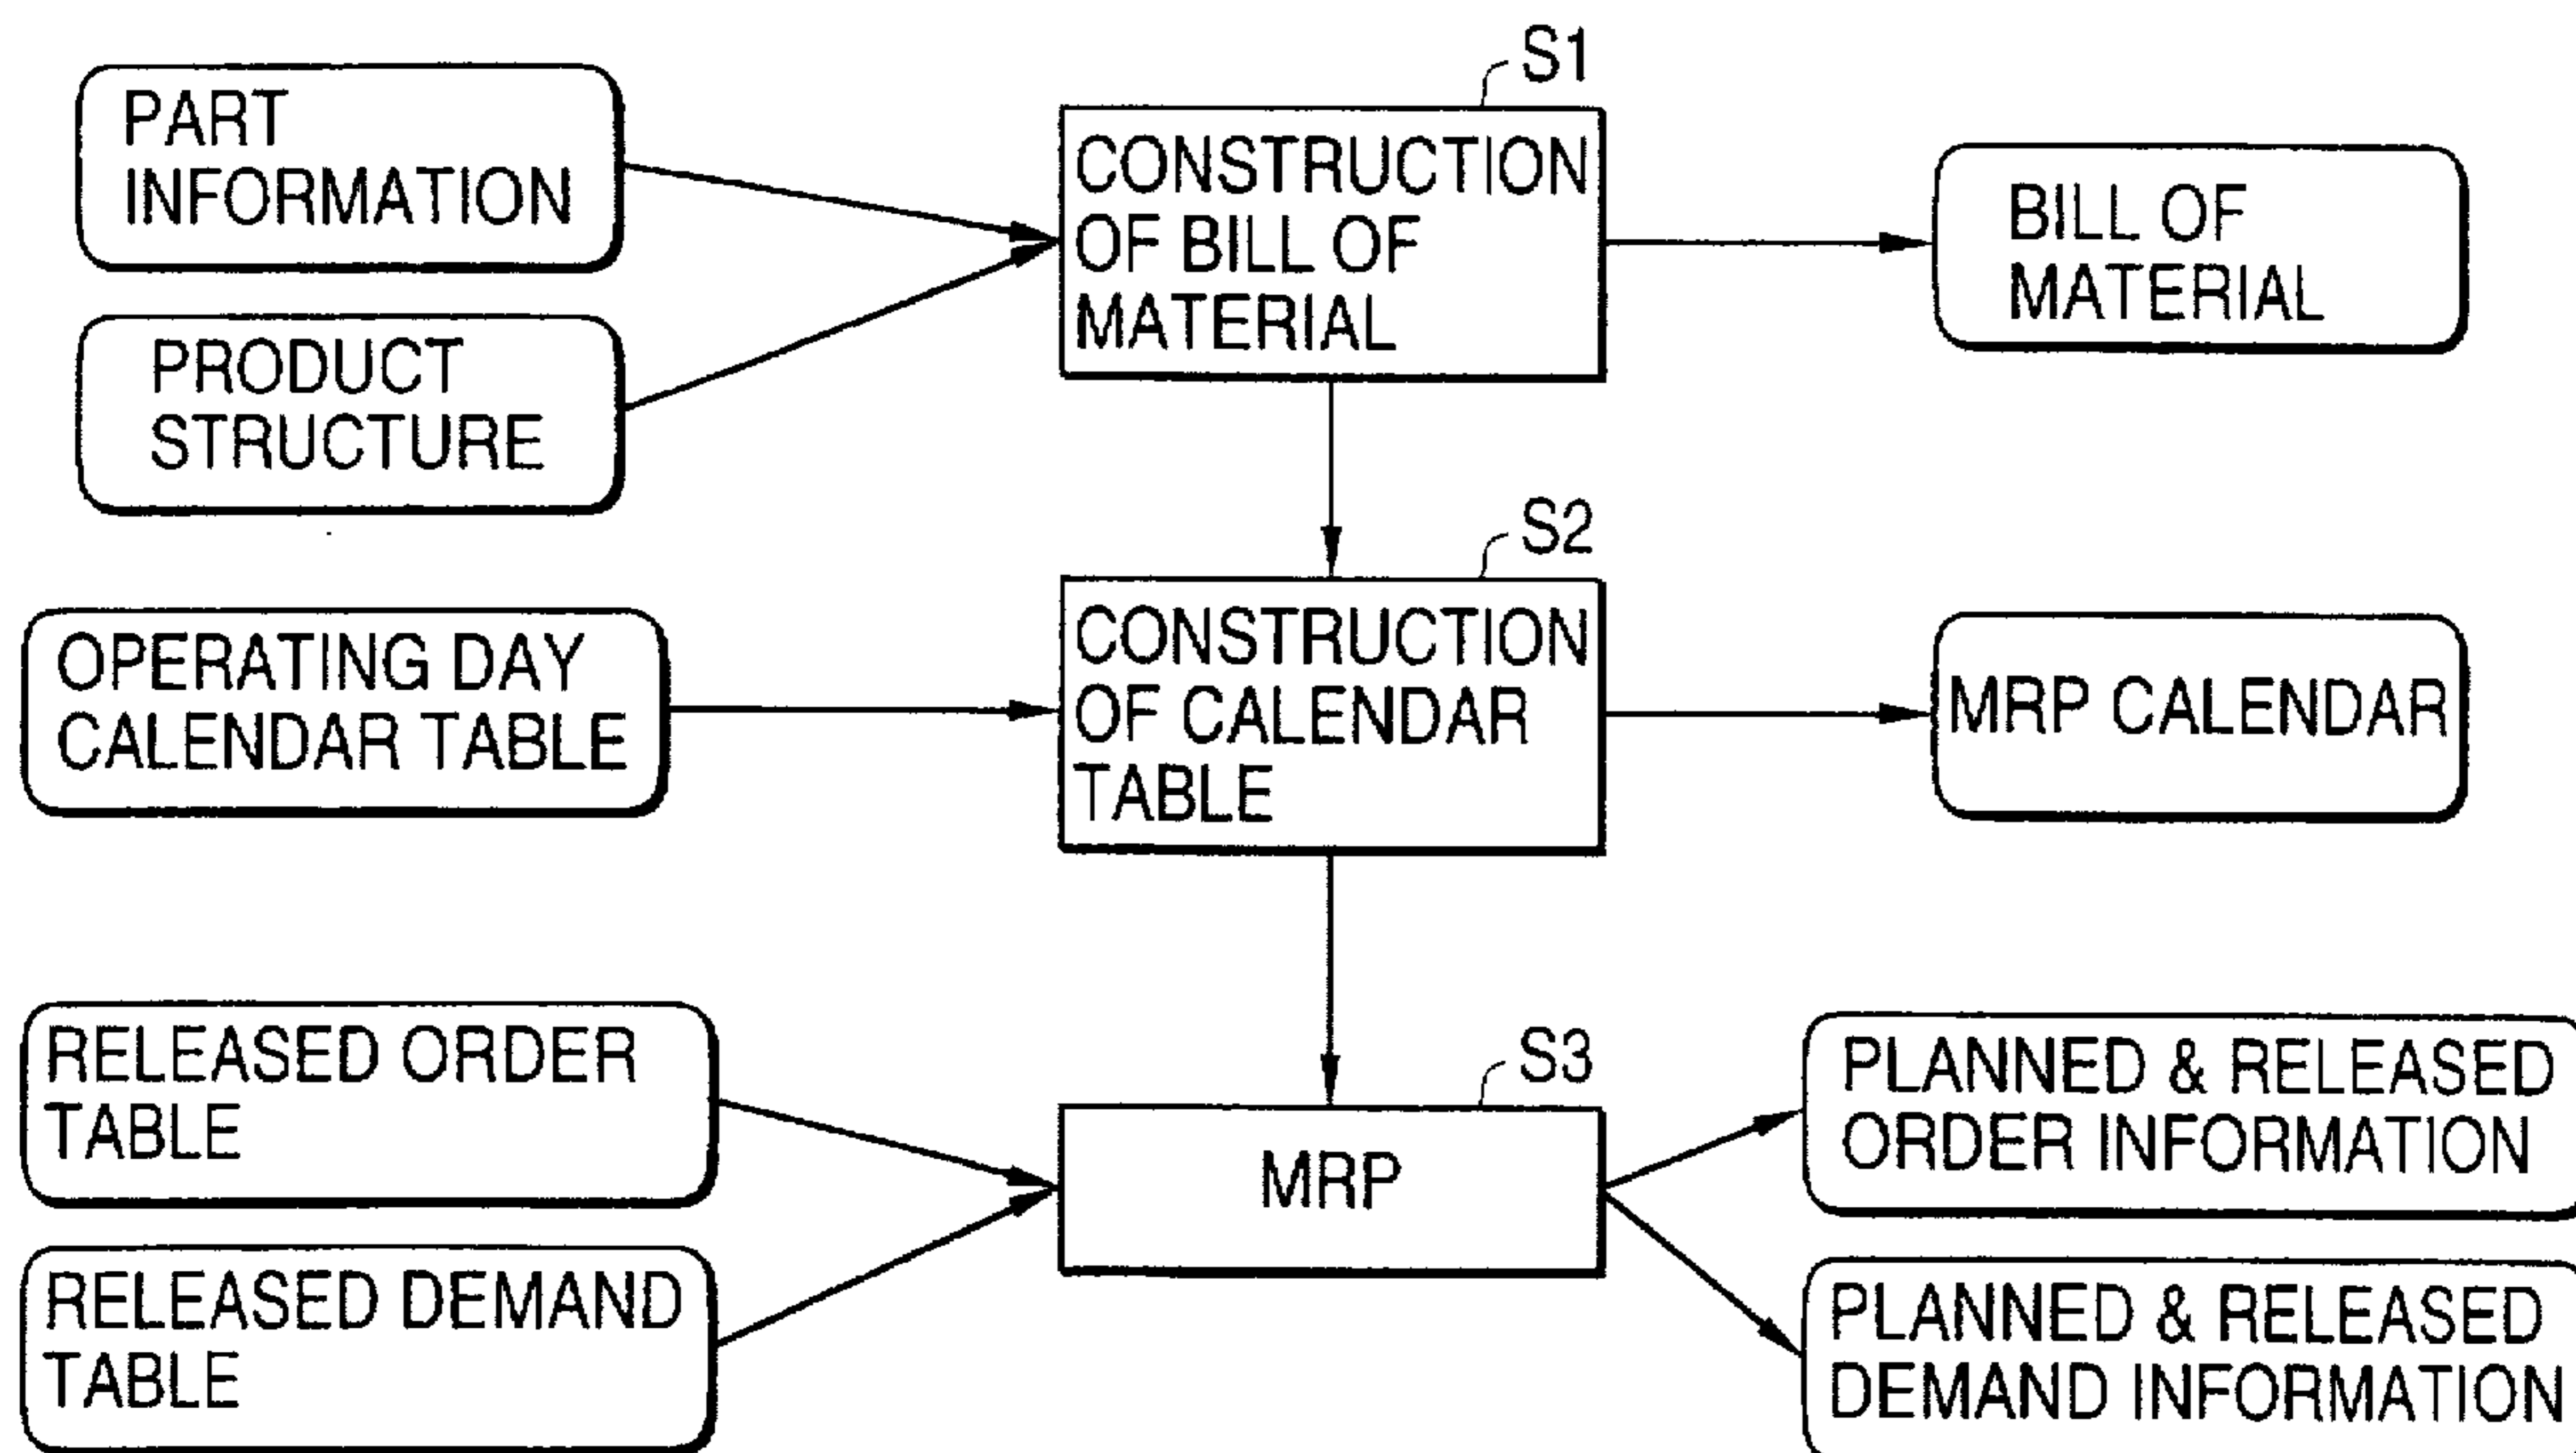 S1
PART
INFORMATION
CONSTRUCTION
OF BILL OF
MATERIAL
BILL OF
MATERIAL
PRODUCT
STRUCTURE
S2
OPERATING DAY
CALENDAR TABLE
CONSTRUCTION
OF CALENDAR
TABLE
MRP CALENDAR
S3
RELEASED ORDER
TABLE
MRP
PLANNED & RELEASED
ORDER INFORMATION
RELEASED DEMAND
TABLE
PLANNED & RELEASED
DEMAND INFORMATION